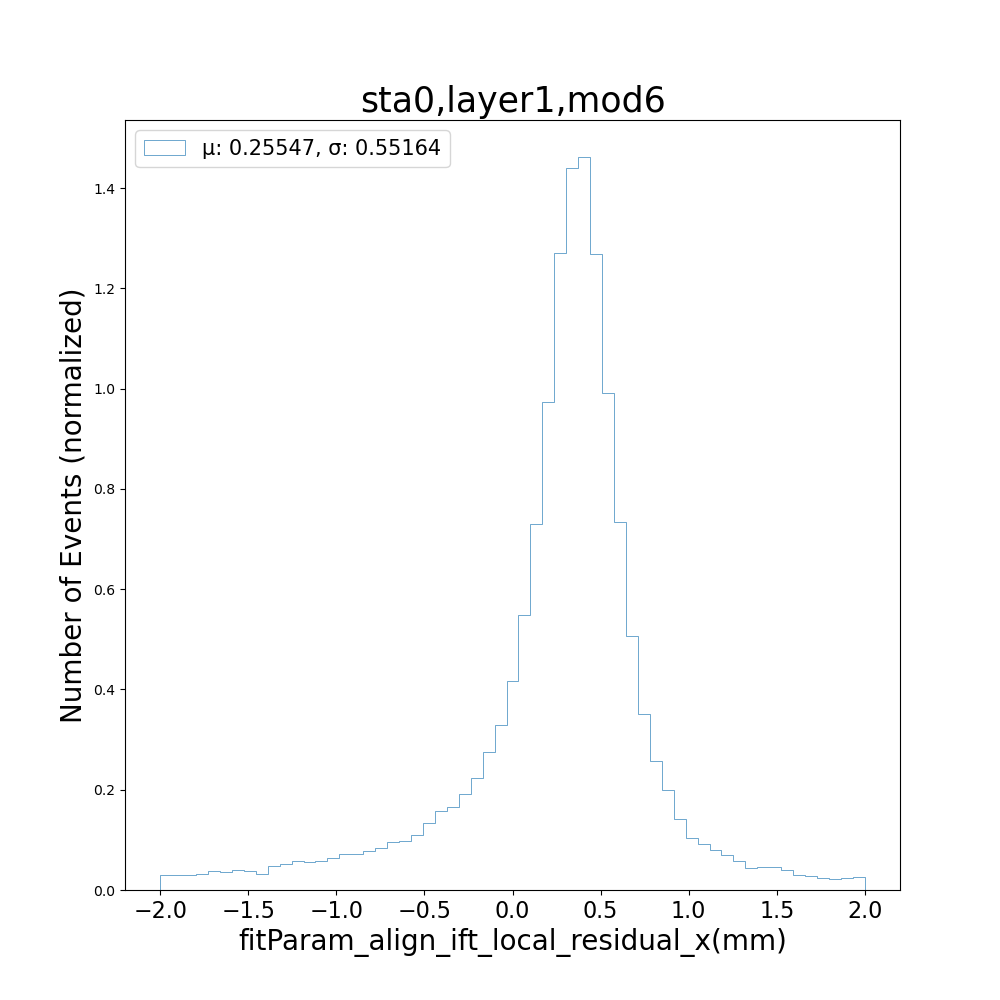 sta0,layer1,mod6
μ: 0.25547, σ: 0.55164
Number of Events (normalized)
1.4
1.2
1.0
0.8
0.6
0.4
0.2
0.0
−2.0 −1.5 −1.0 −0.5 0.0 0.5 1.0 1.5 2.0
fitParam_align_ift_local_residual_x(mm)